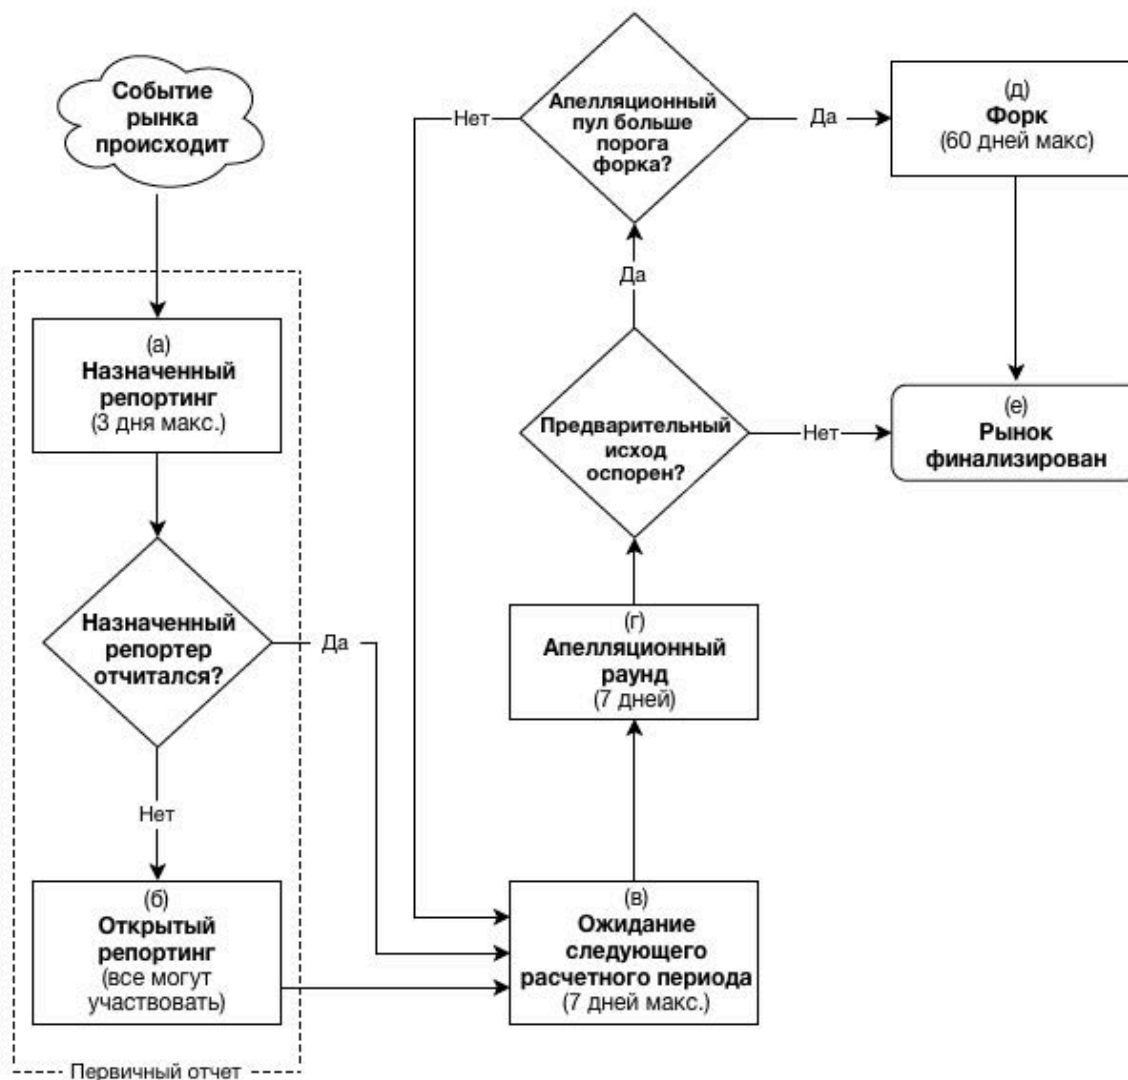 Событие
рынка
происходит
(а)
Назначенный
репортинг
(3 дня макс.)
Назначенный
репортер
отчитался?
Да
Нет
(б)
Открытый
репортинг
(все могут
участвовать)
Первичный отчет
(в)
Ожидание
следующего
расчетного периода
(7 дней макс.)
(г)
Апелляционный
раунд
(7 дней)
Предварительный
исход
оспорен?
Нет
Да
Апелляционный
пул больше
порога
форка?
Нет
Да
(д)
Форк
(60 дней макс)
(е)
Рынок
финализирован